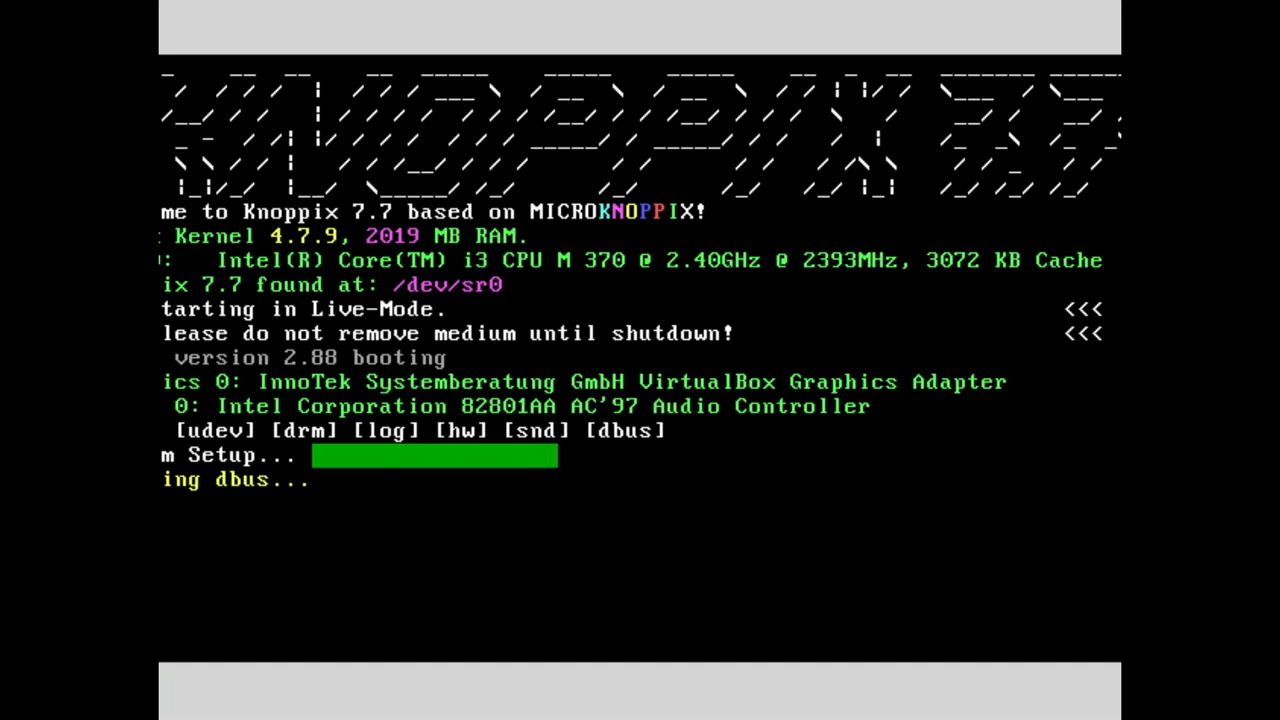 KNOPPIX 7.7
me to Knoppix 7.7 based on MICROKNOPPIX!
: Kernel 4.7.9, 2019 MB RAM.
: Intel(R) Core(TM) i3 CPU M 370 @ 2.40GHz @ 2393MHz, 3072 KB Cache
ix 7.7 found at: /dev/sr0
tarting in Live-Mode. <<<
lease do not remove medium until shutdown! <<<
version 2.88 booting
ics 0: InnoTek Systemberatung GmbH VirtualBox Graphics Adapter
0: Intel Corporation 82801AA AC'97 Audio Controller
[udev] [drm] [log] [hw] [snd] [dbus]
m Setup...
ing dbus...